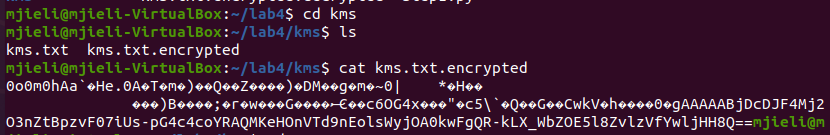 mjieli@mjieli-VirtualBox:~/lab4$ cd kms
mjieli@mjieli-VirtualBox:~/lab4/kms$ ls
kms.txt  kms.txt.encrypted
mjieli@mjieli-VirtualBox:~/lab4/kms$ cat kms.txt.encrypted
0o0m0hAa`�He.0A�T�m�)��Q��Z����)�DM��g�m�~0|    *�H��
���)B����;�r�w���G����⋲��c6OG4x���"�c5\`�Q��G��CwkV�h����0�gAAAAABjDcDJF4Mj2
O3nZtBpzvF07iUs-pG4c4coYRAQMKeHOnVTd9nEolsWyjOA0kwFgQR-kLX_WbZOE5l8ZvlzVfYwljHH8Q==mjieli@m